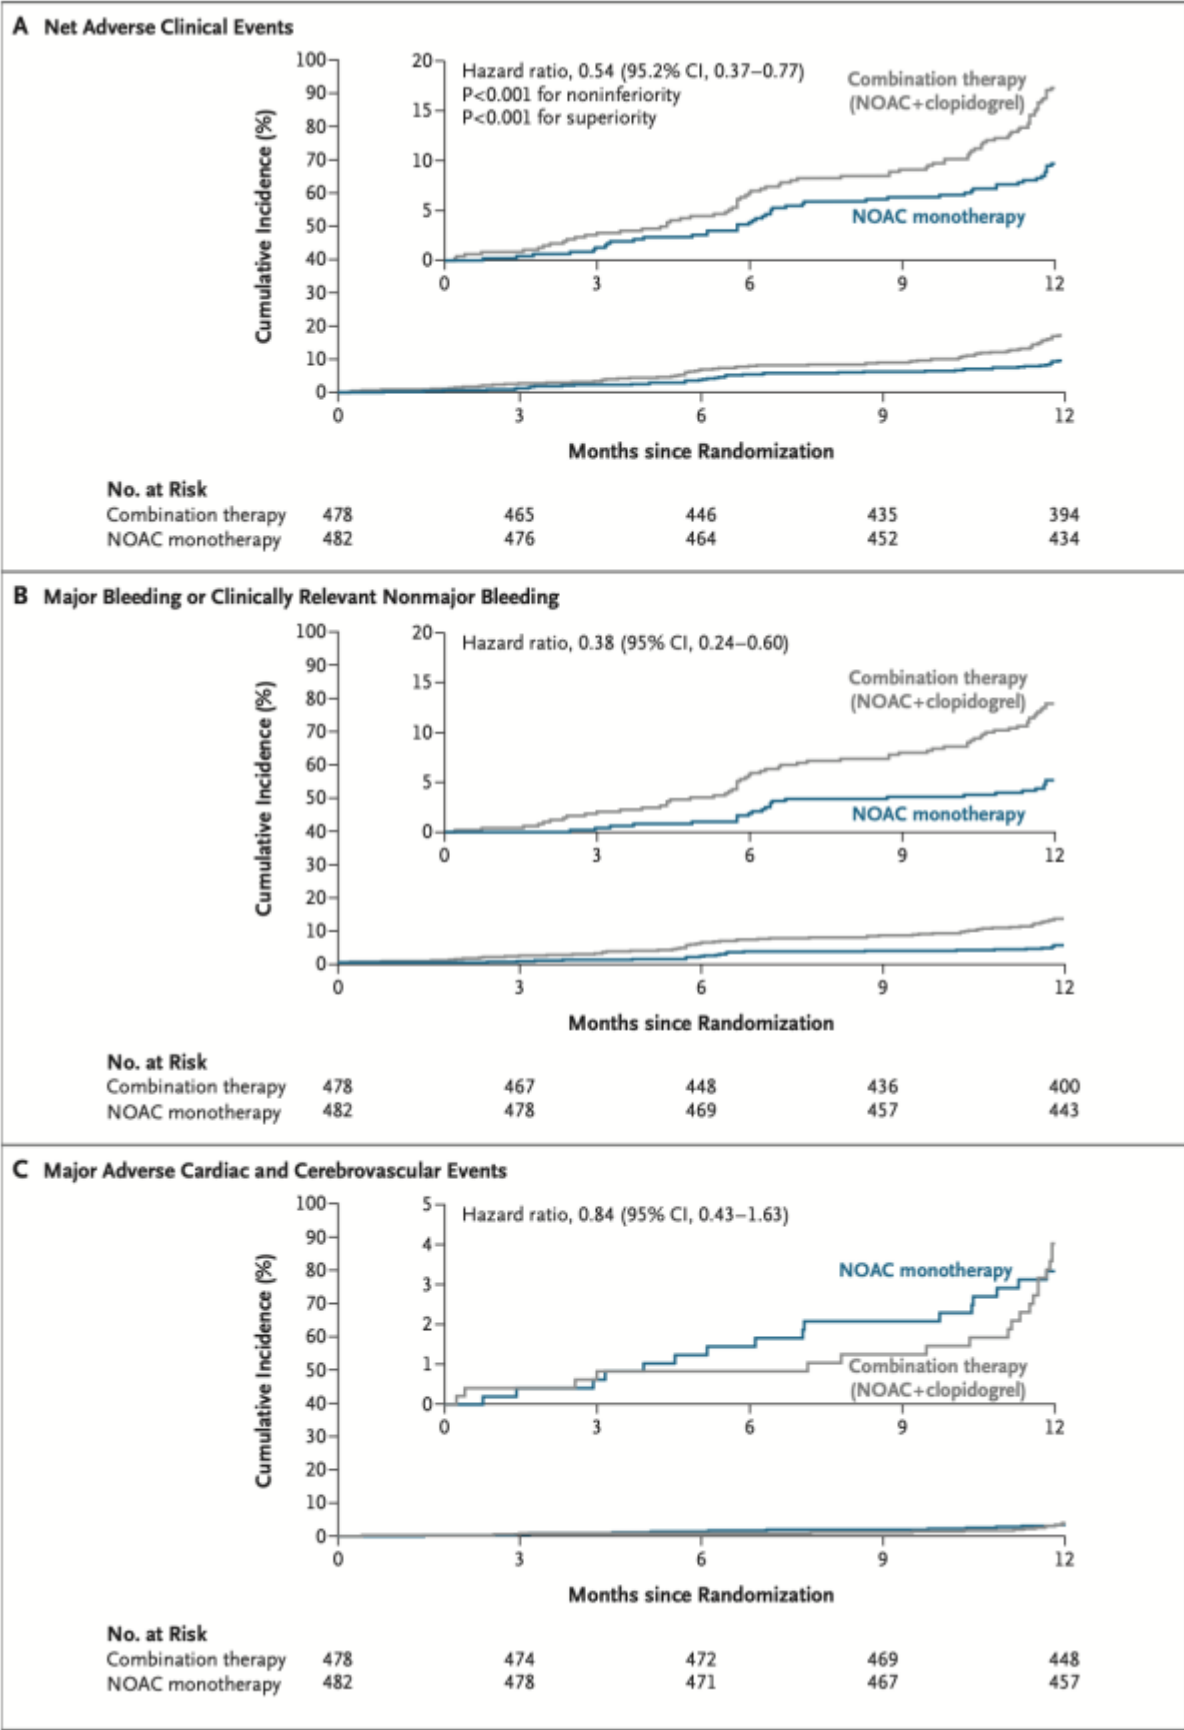 A Net Adverse Clinical Events
Cumulative Incidence (%)
100
90
80
70
60
50
40
30
20
10
0
0 3 6 9 12
20
15
10
5
0
0 3 6 9 12
Hazard ratio, 0.54 (95.2% CI, 0.37–0.77)
P<0.001 for noninferiority
P<0.001 for superiority
Combination therapy
(NOAC+clopidogrel)
NOAC monotherapy
Months since Randomization
No. at Risk
Combination therapy 478 465 446 435 394
NOAC monotherapy 482 476 464 452 434
B Major Bleeding or Clinically Relevant Nonmajor Bleeding
Cumulative Incidence (%)
100
90
80
70
60
50
40
30
20
10
0
0 3 6 9 12
20
15
10
5
0
0 3 6 9 12
Hazard ratio, 0.38 (95% CI, 0.24–0.60)
Combination therapy
(NOAC+clopidogrel)
NOAC monotherapy
Months since Randomization
No. at Risk
Combination therapy 478 467 448 436 400
NOAC monotherapy 482 478 469 457 443
C Major Adverse Cardiac and Cerebrovascular Events
Cumulative Incidence (%)
100
90
80
70
60
50
40
30
20
10
0
0 3 6 9 12
5
4
3
2
1
0
0 3 6 9 12
Hazard ratio, 0.84 (95% CI, 0.43–1.63)
NOAC monotherapy
Combination therapy
(NOAC+clopidogrel)
Months since Randomization
No. at Risk
Combination therapy 478 474 472 469 448
NOAC monotherapy 482 478 471 467 457